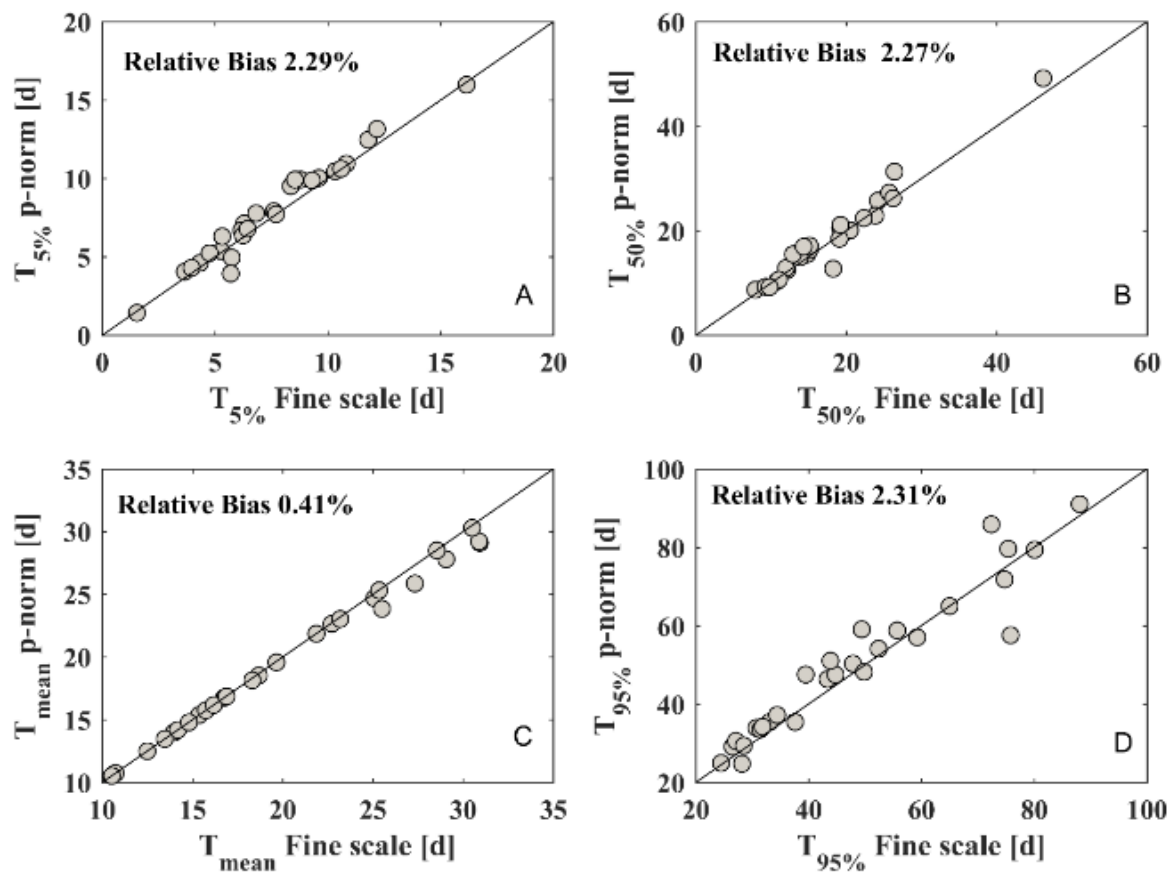 20
15
10
5
0
T5% p-norm [d]
Relative Bias 2.29%
A
0 5 10 15 20
T5% Fine scale [d]
60
40
20
0
T50% p-norm [d]
Relative Bias 2.27%
B
0 20 40 60
T50% Fine scale [d]
35
30
25
20
15
10
Tmean p-norm [d]
Relative Bias 0.41%
C
10 15 20 25 30 35
Tmean Fine scale [d]
100
80
60
40
20
T95% p-norm [d]
Relative Bias 2.31%
D
20 40 60 80 100
T95% Fine scale [d]